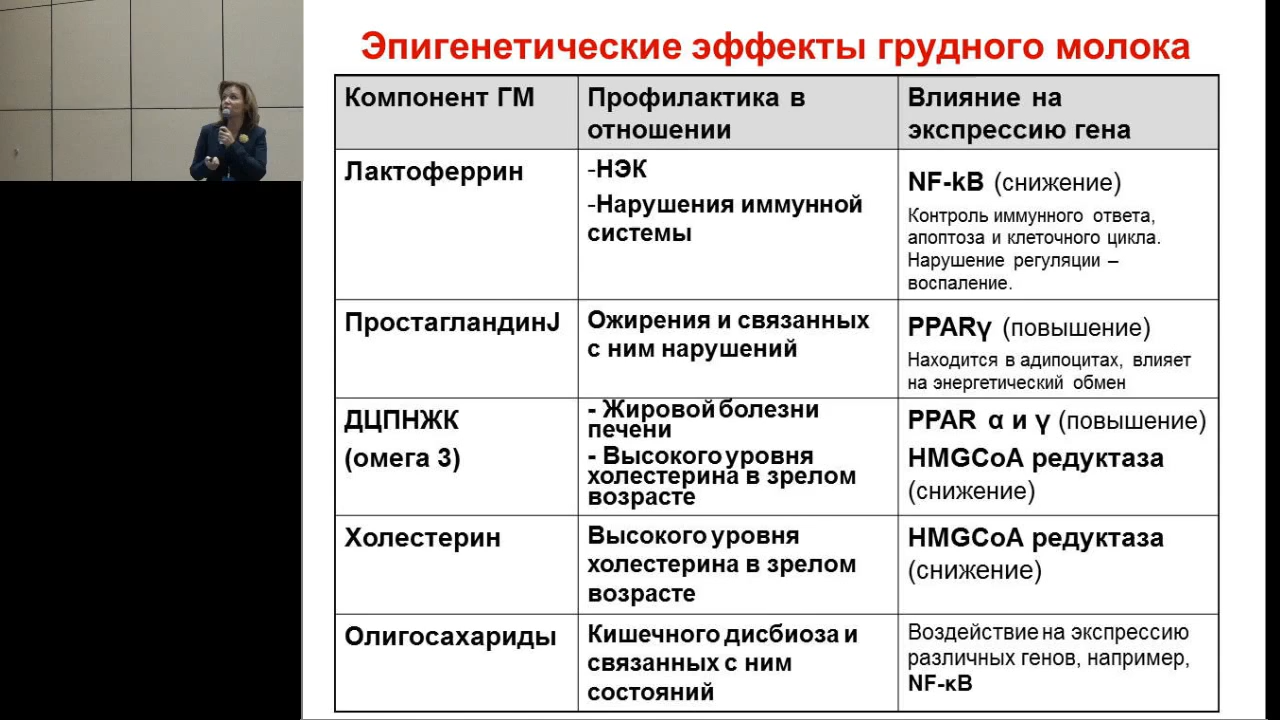 Эпигенетические эффекты грудного молока
Компонент ГМ
Профилактика в
отношении
Влияние на
экспрессию гена
Лактоферрин
-НЭК
-Нарушения иммунной
системы
NF-kB (снижение)
Контроль иммунного ответа,
апоптоза и клеточного цикла.
Нарушение регуляции –
воспаление.
ПростагландинJ
Ожирения и связанных
с ним нарушений
PPARγ (повышение)
Находится в адипоцитах, влияет
на энергетический обмен
ДЦПНЖК
(омега 3)
- Жировой болезни
печени
- Высокого уровня
холестерина в зрелом
возрасте
PPAR α и γ (повышение)
HMGCoA редуктаза
(снижение)
Холестерин
Высокого уровня
холестерина в зрелом
возрасте
HMGCoA редуктаза
(снижение)
Олигосахариды
Кишечного дисбиоза и
связанных с ним
состояний
Воздействие на экспрессию
различных генов, например,
NF-κB